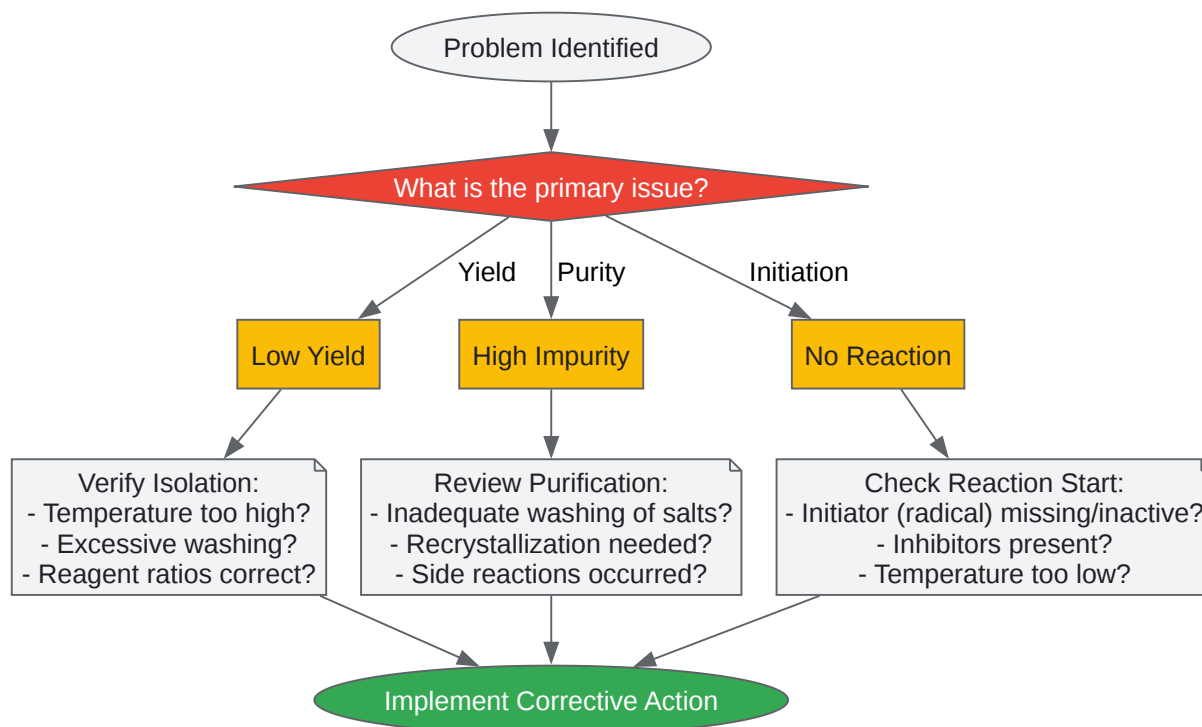 Problem Identified
What is the primary issue?
Yield
Purity
Initiation
Low Yield
High Impurity
No Reaction
Verify Isolation:
- Temperature too high?
- Excessive washing?
- Reagent ratios correct?
Review Purification:
- Inadequate washing of salts?
- Recrystallization needed?
- Side reactions occurred?
Check Reaction Start:
- Initiator (radical) missing/inactive?
- Inhibitors present?
- Temperature too low?
Implement Corrective Action